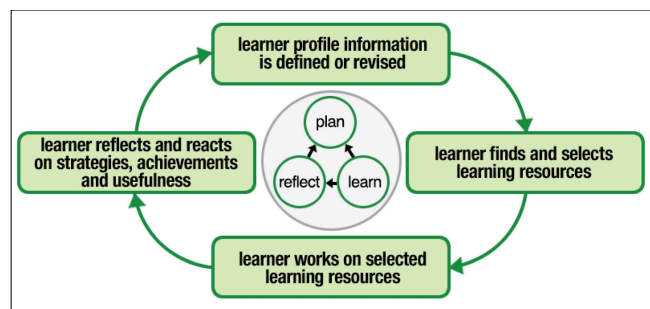 learner profile information
is defined or revised
plan
learner reflects and reacts
on strategies, achievements
and usefulness
reflect
learn
learner finds and selects
learning resources
learner works on selected
learning resources